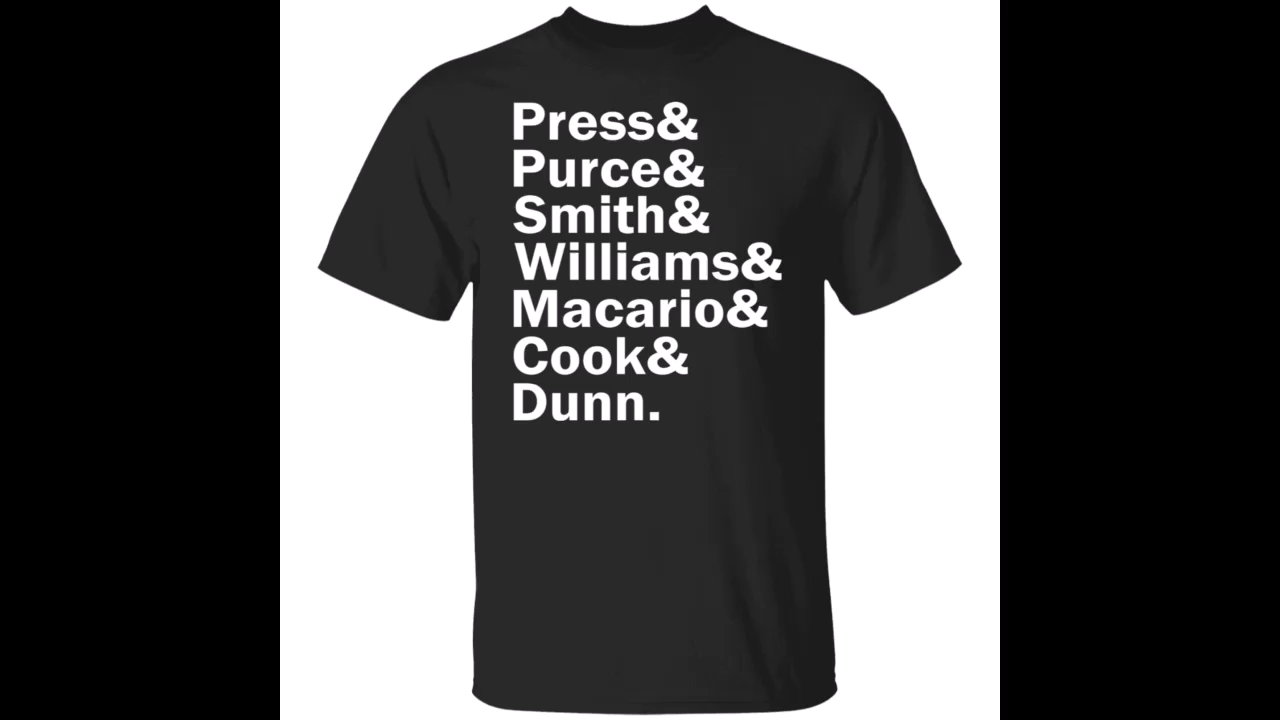 Press&
Purce&
Smith&
Williams&
Macario&
Cook&
Dunn.